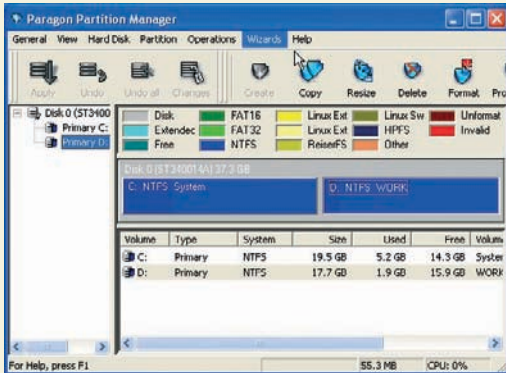 Paragon Partition Manager
General View Hard Disk Partition Operations Wizards Help
Apply Undo Undo all Changes Create Copy Resize Delete Format
Disk 0 (ST3400
Primary C:
Primary D:
Disk FAT16 Linux Ext Linux Sw Unformat
Extendec FAT32 Linux Ext HPFS Invalid
Free NTFS ReiserFS Other
Disk 0 (ST340014A) 37.3 GB
C: NTFS System D: NTFS WORK
Volume Type System Size Used Free Volum
C: Primary NTFS 19.5 GB 5.2 GB 14.3 GB System
D: Primary NTFS 17.7 GB 1.9 GB 15.9 GB WORK
For Help, press F1 55.3 MB CPU: 0%